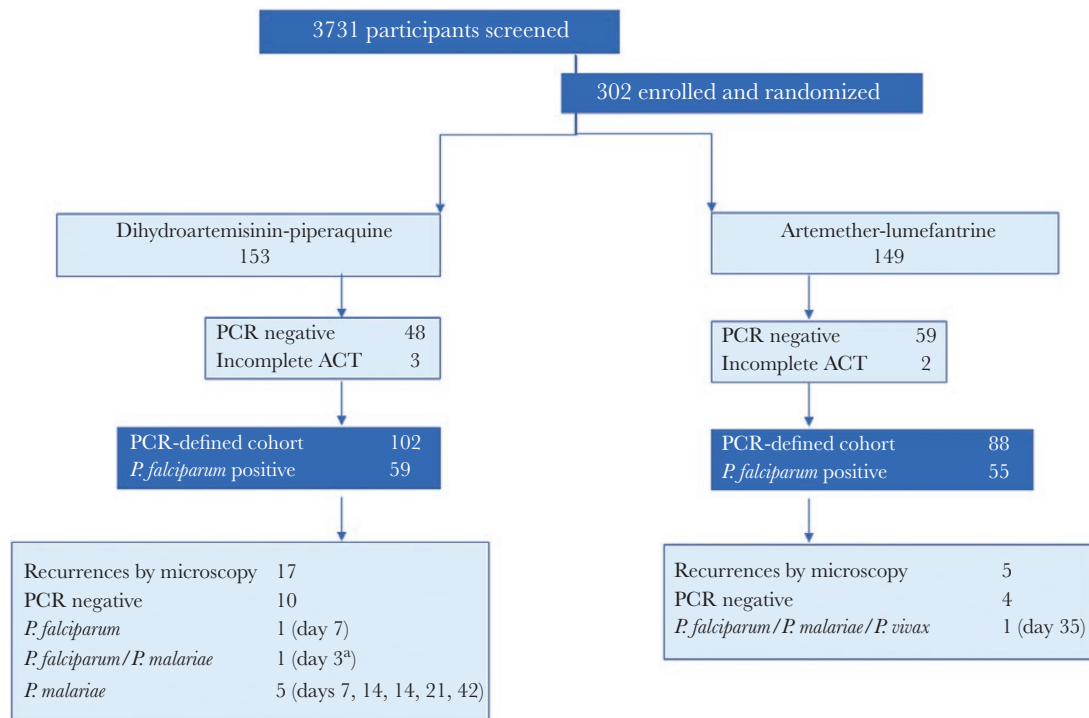 3731 participants screened
302 enrolled and randomized
Dihydroartemisinin-piperaquine
153
PCR negative 48
Incomplete ACT 3
PCR-defined cohort 102
P. falciparum positive 59
Recurrences by microscopy 17
PCR negative 10
P. falciparum 1 (day 7)
P. falciparum/P. malariae 1 (day 3ᵃ)
P. malariae 5 (days 7, 14, 14, 21, 42)
Artemether-lumefantrine
149
PCR negative 59
Incomplete ACT 2
PCR-defined cohort 88
P. falciparum positive 55
Recurrences by microscopy 5
PCR negative 4
P. falciparum/P. malariae/P. vivax 1 (day 35)